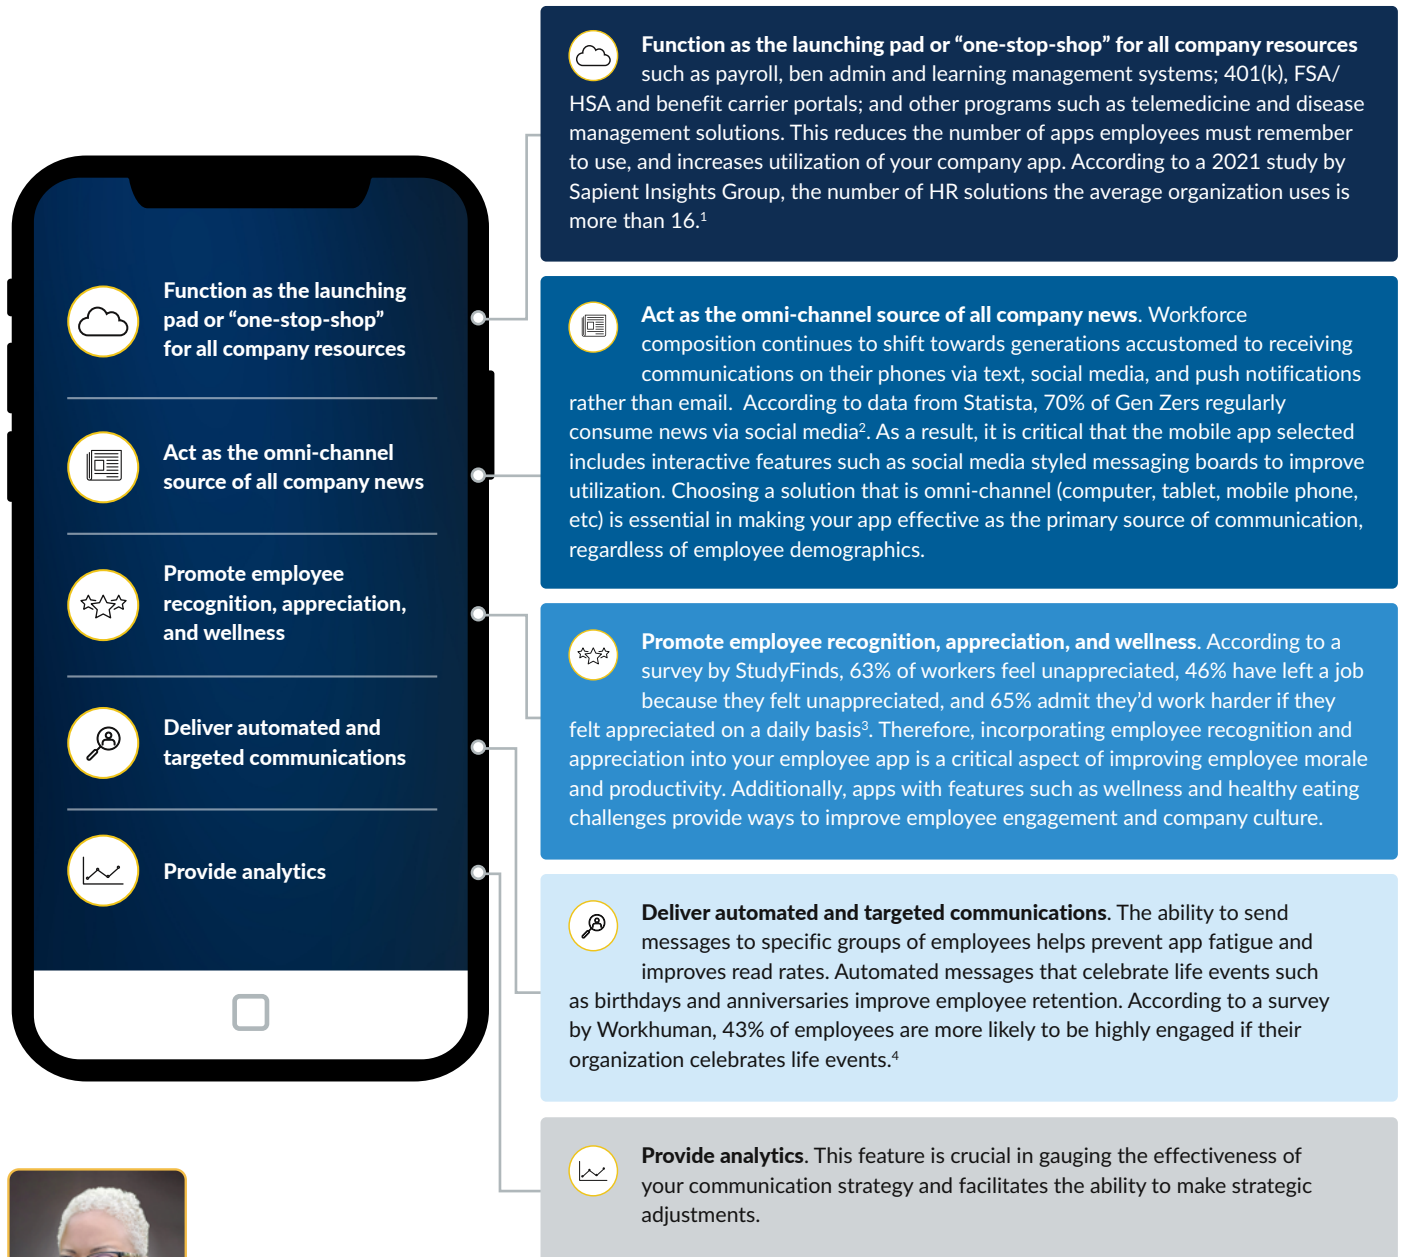 Function as the launching
pad or “one-stop-shop”
for all company resources
Act as the omni-channel
source of all company news
Promote employee
recognition, appreciation,
and wellness
Deliver automated and
targeted communications
Provide analytics
Function as the launching pad or “one-stop-shop” for all company resources
such as payroll, ben admin and learning management systems; 401(k), FSA/
HSA and benefit carrier portals; and other programs such as telemedicine and disease
management solutions. This reduces the number of apps employees must remember
to use, and increases utilization of your company app. According to a 2021 study by
Sapient Insights Group, the number of HR solutions the average organization uses is
more than 16.¹
Act as the omni-channel source of all company news. Workforce
composition continues to shift towards generations accustomed to receiving
communications on their phones via text, social media, and push notifications
rather than email.  According to data from Statista, 70% of Gen Zers regularly
consume news via social media². As a result, it is critical that the mobile app selected
includes interactive features such as social media styled messaging boards to improve
utilization. Choosing a solution that is omni-channel (computer, tablet, mobile phone,
etc) is essential in making your app effective as the primary source of communication,
regardless of employee demographics.
Promote employee recognition, appreciation, and wellness. According to a
survey by StudyFinds, 63% of workers feel unappreciated, 46% have left a job
because they felt unappreciated, and 65% admit they’d work harder if they
felt appreciated on a daily basis³. Therefore, incorporating employee recognition and
appreciation into your employee app is a critical aspect of improving employee morale
and productivity. Additionally, apps with features such as wellness and healthy eating
challenges provide ways to improve employee engagement and company culture.
Deliver automated and targeted communications. The ability to send
messages to specific groups of employees helps prevent app fatigue and
improves read rates. Automated messages that celebrate life events such
as birthdays and anniversaries improve employee retention. According to a survey
by Workhuman, 43% of employees are more likely to be highly engaged if their
organization celebrates life events.⁴
Provide analytics. This feature is crucial in gauging the effectiveness of
your communication strategy and facilitates the ability to make strategic
adjustments.